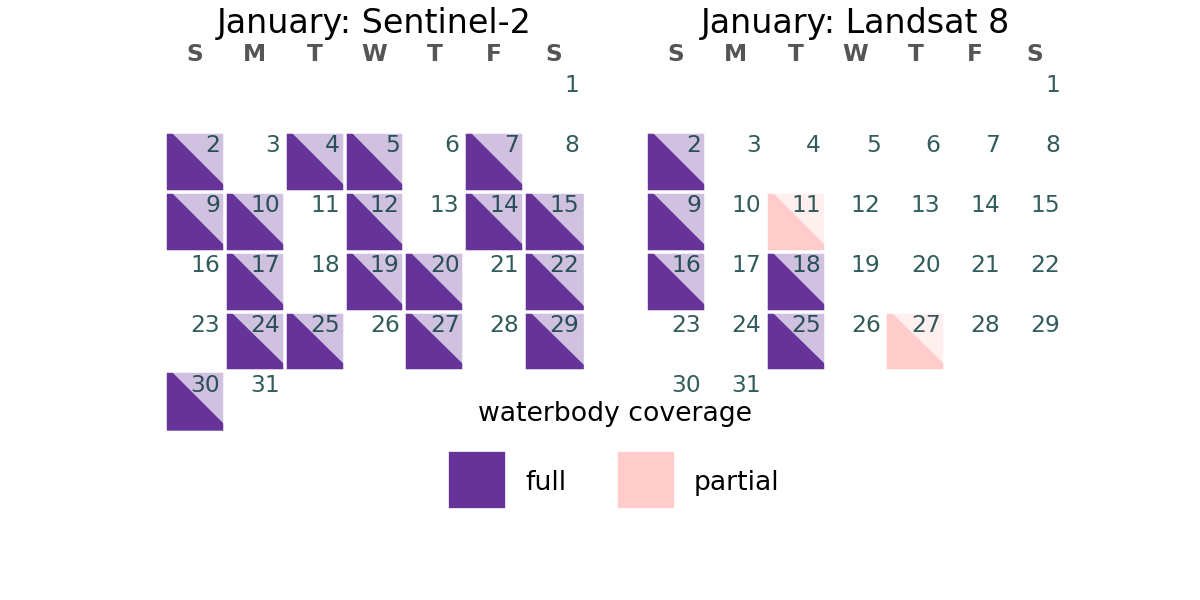 January: Sentinel-2
S M T W T F S
1
2 3 4 5 6 7 8
9 10 11 12 13 14 15
16 17 18 19 20 21 22
23 24 25 26 27 28 29
30 31
January: Landsat 8
S M T W T F S
1
2 3 4 5 6 7 8
9 10 11 12 13 14 15
16 17 18 19 20 21 22
23 24 25 26 27 28 29
30 31
waterbody coverage
full
partial